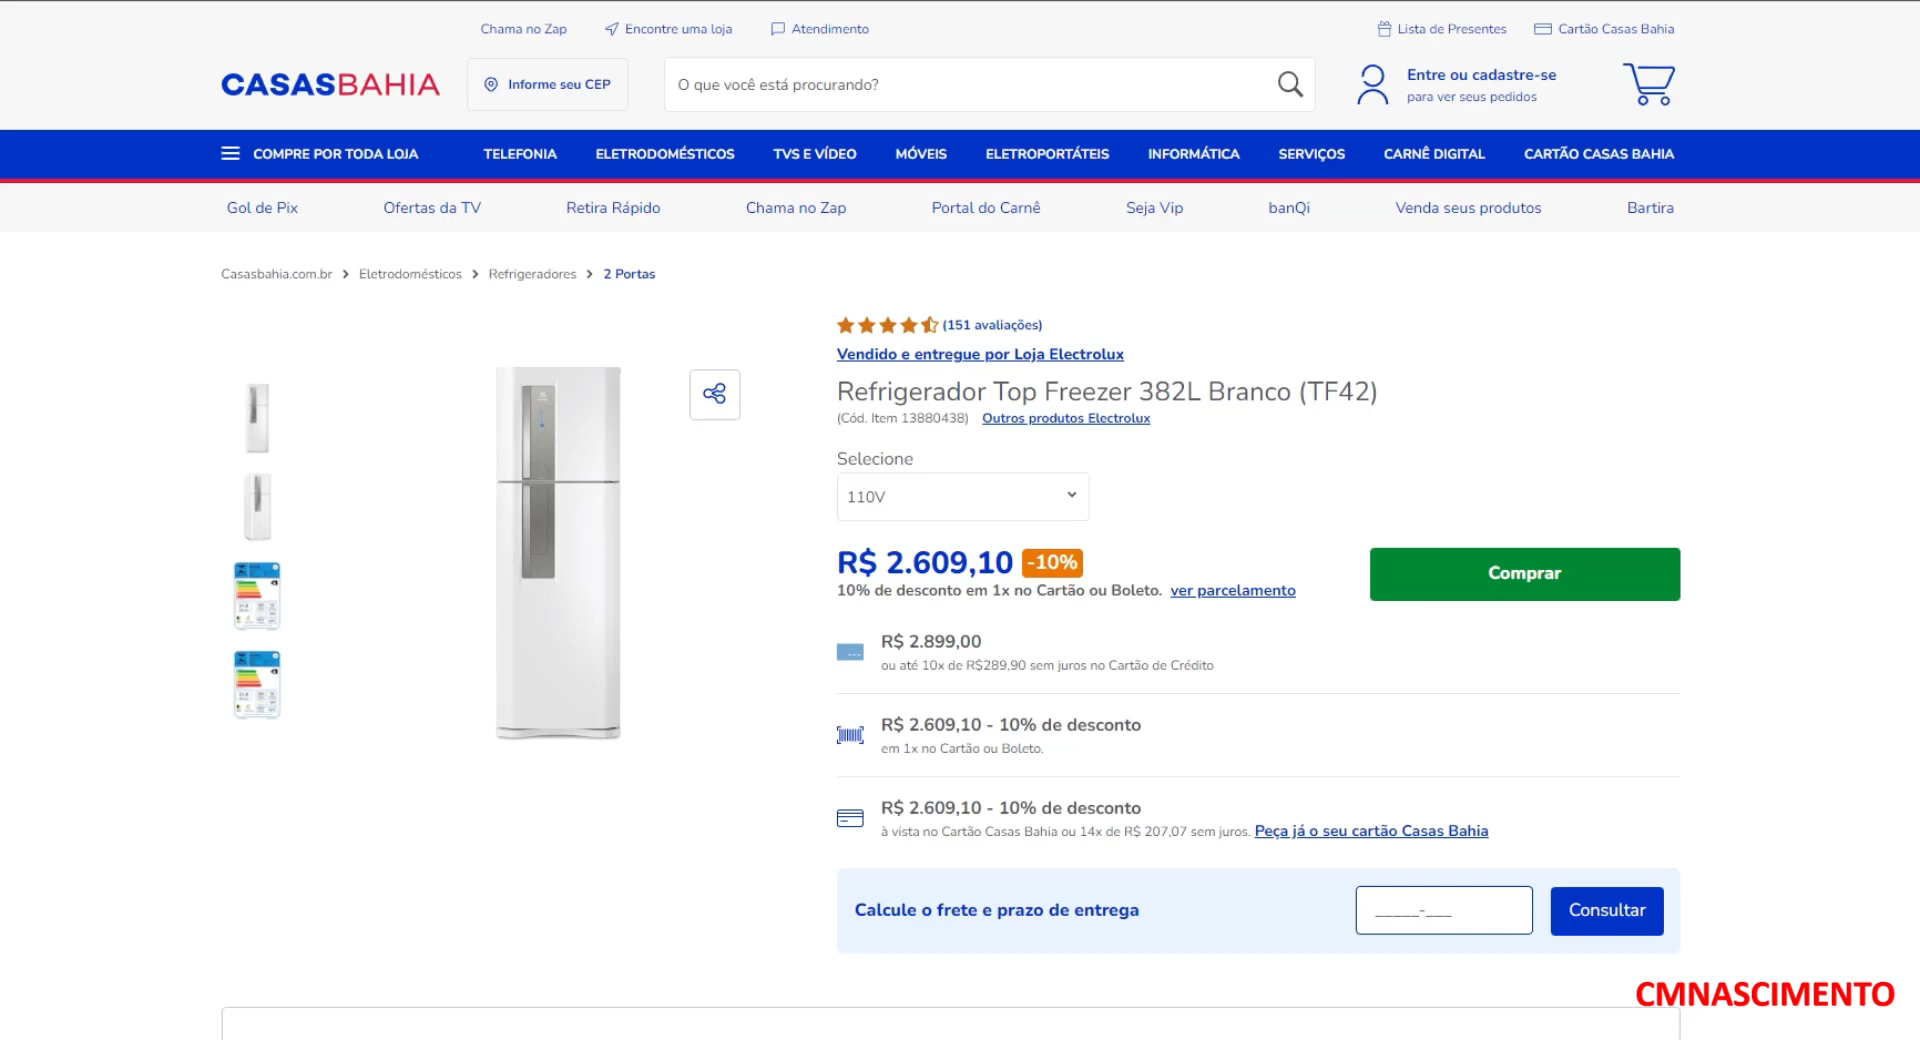 Chama no Zap
Encontre uma loja
Atendimento
Lista de Presentes
Cartão Casas Bahia
CASASBAHIA
Informe seu CEP
O que você está procurando?
Entre ou cadastre-se
para ver seus pedidos
COMPRE POR TODA LOJA
TELEFONIA
ELETRODOMÉSTICOS
TVS E VÍDEO
MÓVEIS
ELETROPORTÁTEIS
INFORMÁTICA
SERVIÇOS
CARNÊ DIGITAL
CARTÃO CASAS BAHIA
Gol de Pix
Ofertas da TV
Retira Rápido
Chama no Zap
Portal do Carnê
Seja Vip
banQi
Venda seus produtos
Bartira
Casasbahia.com.br > Eletrodomésticos > Refrigeradores > 2 Portas
(151 avaliações)
Vendido e entregue por Loja Electrolux
Refrigerador Top Freezer 382L Branco (TF42)
(Cód. Item 13880438) Outros produtos Electrolux
Selecione
110V
R$ 2.609,10 -10%
10% de desconto em 1x no Cartão ou Boleto. ver parcelamento
Comprar
R$ 2.899,00
ou até 10x de R$289,90 sem juros no Cartão de Crédito
R$ 2.609,10 - 10% de desconto
em 1x no Cartão ou Boleto.
R$ 2.609,10 - 10% de desconto
à vista no Cartão Casas Bahia ou 14x de R$ 207,07 sem juros. Peça já o seu cartão Casas Bahia
Calcule o frete e prazo de entrega
_____-___
Consultar
CMNASCIMENTO